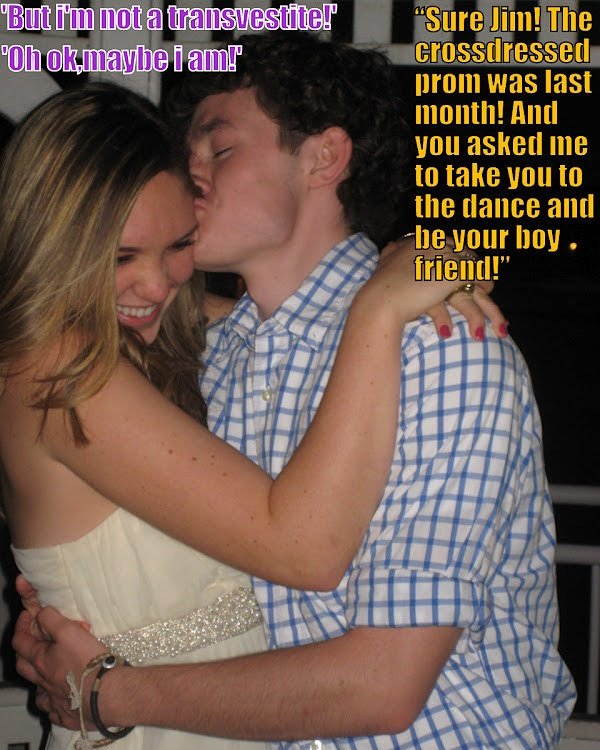 'But i'm not a transvestite!'
'Oh ok,maybe i am!'
“Sure Jim! The
crossdressed
prom was last
month! And
you asked me
to take you to
the dance and
be your boy .
friend!”